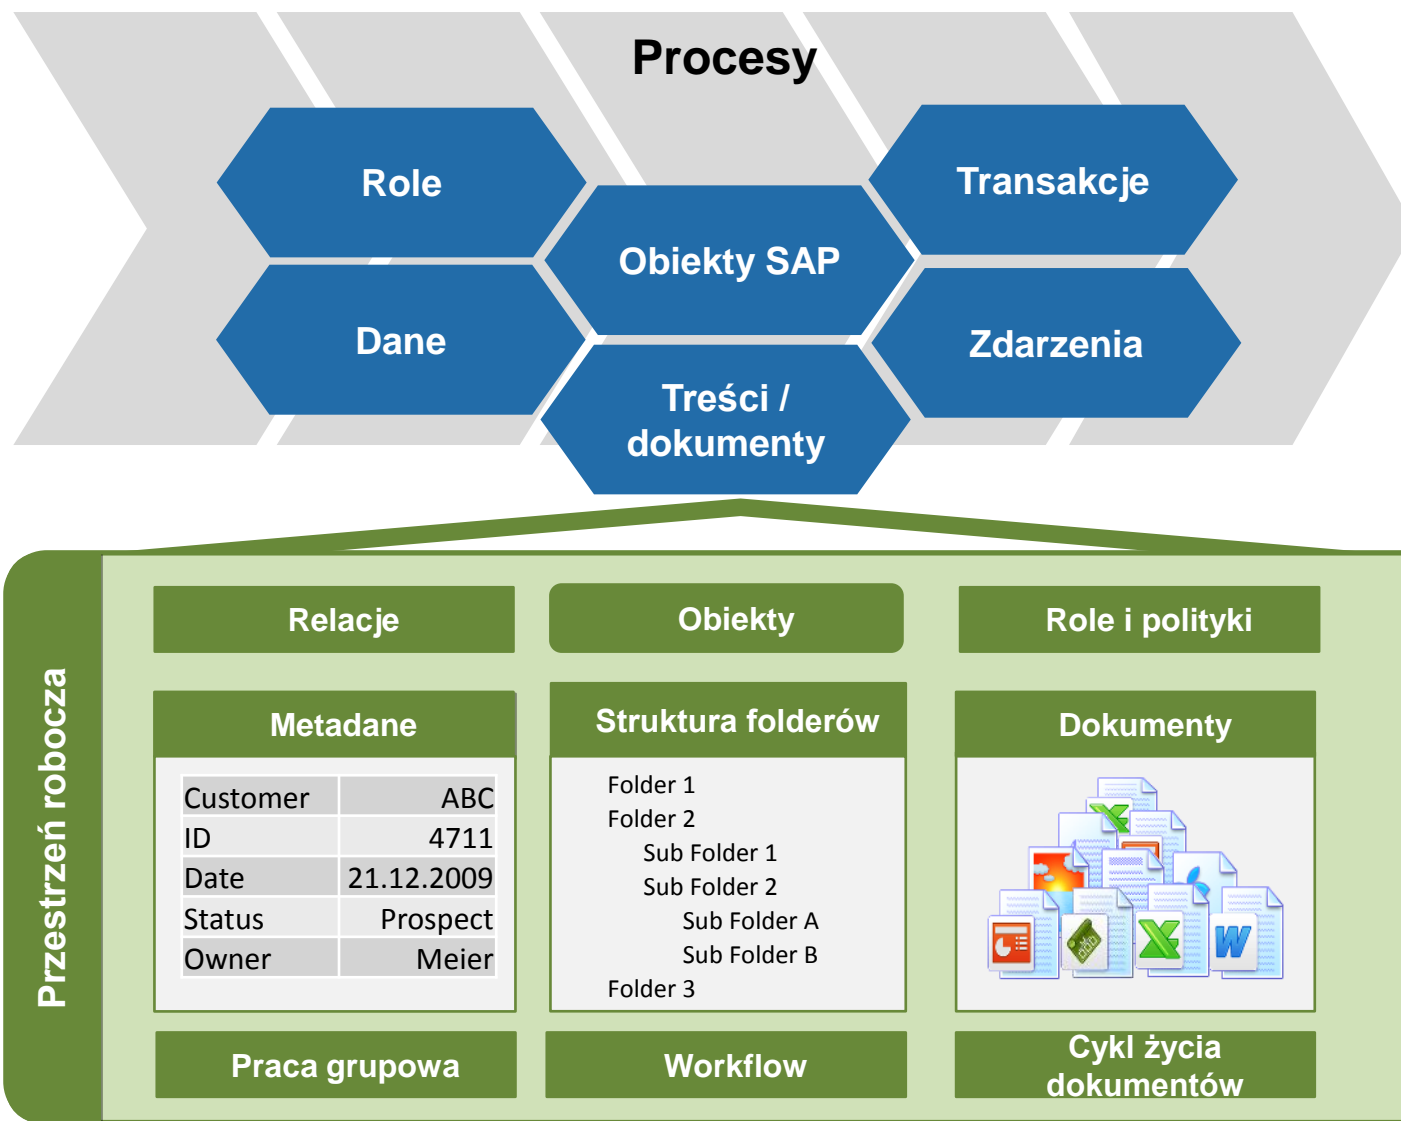 Procesy
Role
Transakcje
Obiekty SAP
Dane
Zdarzenia
Treści /
dokumenty
Przestrzeń robocza
Relacje
Obiekty
Role i polityki
Metadane
Customer ABC
ID 4711
Date 21.12.2009
Status Prospect
Owner Meier
Struktura folderów
Folder 1
Folder 2
Sub Folder 1
Sub Folder 2
Sub Folder A
Sub Folder B
Folder 3
Dokumenty
W
Praca grupowa
Workflow
Cykl życia
dokumentów